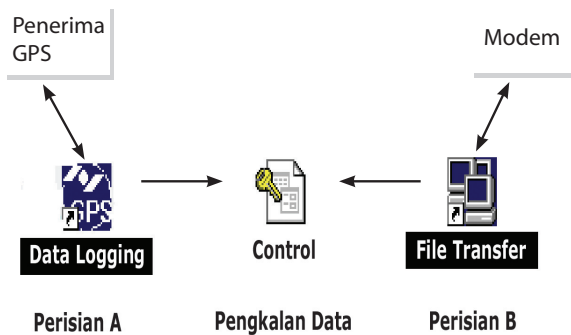 Penerima
GPS
Modem
GPS
Data Logging
Control
File Transfer
Perisian A
Pengkalan Data
Perisian B